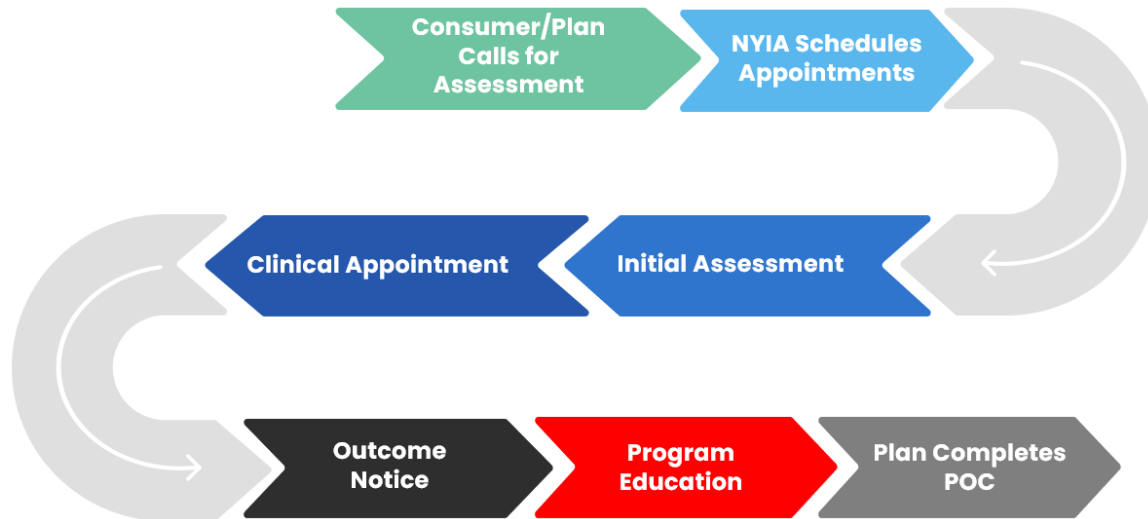 Consumer/Plan
Calls for
Assessment
NYIA Schedules
Appointments
Initial Assessment
Clinical Appointment
Outcome
Notice
Program
Education
Plan Completes
POC